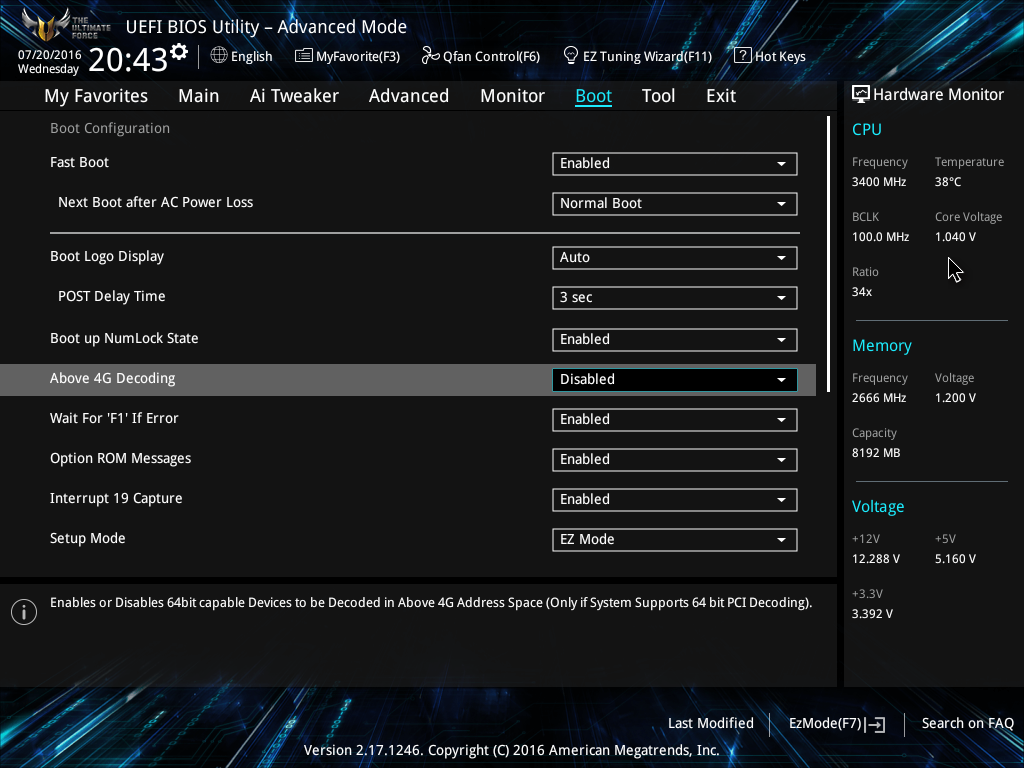 THE ULTIMATE FORCE
UEFI BIOS Utility – Advanced Mode
07/20/2016 Wednesday
20:43
English
MyFavorite(F3)
Qfan Control(F6)
EZ Tuning Wizard(F11)
? Hot Keys
My Favorites Main Ai Tweaker Advanced Monitor Boot Tool Exit
Boot Configuration
Fast Boot Enabled
Next Boot after AC Power Loss Normal Boot
Boot Logo Display Auto
POST Delay Time 3 sec
Boot up NumLock State Enabled
Above 4G Decoding Disabled
Wait For 'F1' If Error Enabled
Option ROM Messages Enabled
Interrupt 19 Capture Enabled
Setup Mode EZ Mode
Enables or Disables 64bit capable Devices to be Decoded in Above 4G Address Space (Only if System Supports 64 bit PCI Decoding).
Hardware Monitor
CPU
Frequency Temperature
3400 MHz 38°C
BCLK Core Voltage
100.0 MHz 1.040 V
Ratio
34x
Memory
Frequency Voltage
2666 MHz 1.200 V
Capacity
8192 MB
Voltage
+12V +5V
12.288 V 5.160 V
+3.3V
3.392 V
Last Modified EzMode(F7) Search on FAQ
Version 2.17.1246. Copyright (C) 2016 American Megatrends, Inc.